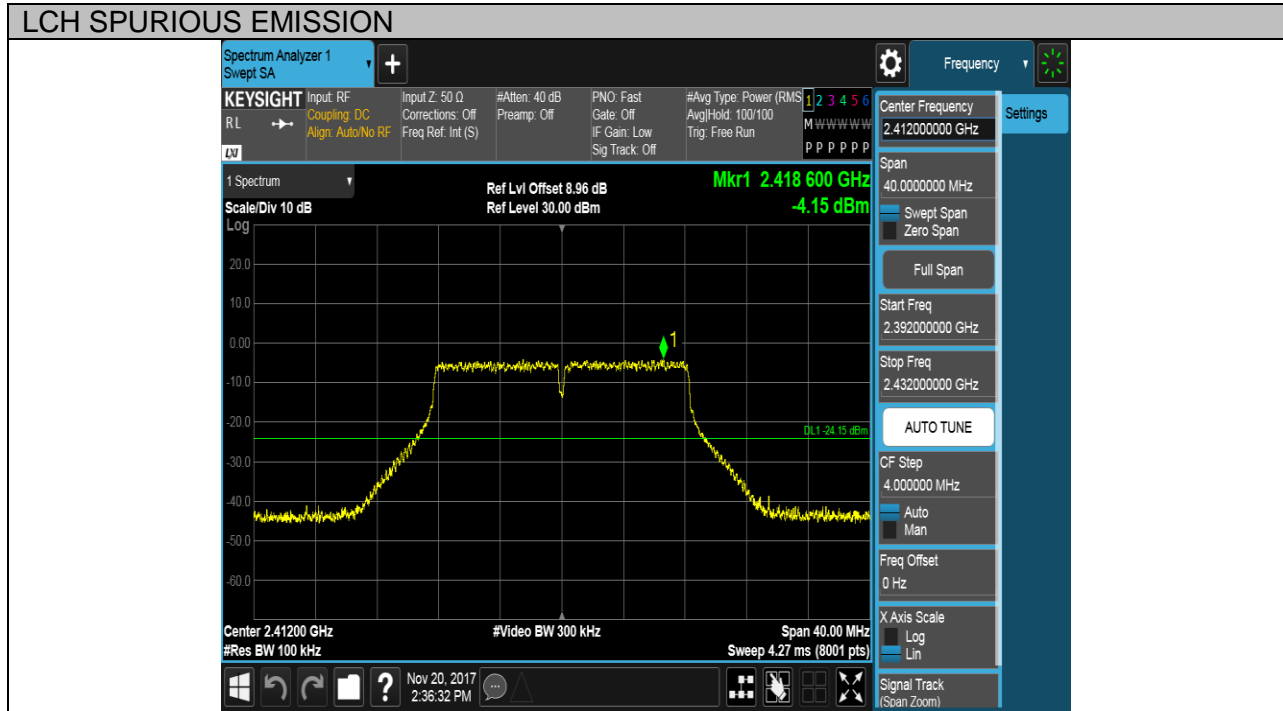 LCH SPURIOUS EMISSION
Spectrum Analyzer 1
Swept SA
+
Frequency
KEYSIGHT
RL
LXI
Input: RF
Coupling: DC
Align: Auto/No RF
Input Z: 50 Ω
Corrections: Off
Freq Ref: Int (S)
#Atten: 40 dB
Preamp: Off
PNO: Fast
Gate: Off
IF Gain: Low
Sig Track: Off
#Avg Type: Power (RMS
Avg|Hold: 100/100
Trig: Free Run
1 2 3 4 5 6
M W W W W W
P P P P P P
Center Frequency
2.412000000 GHz
Settings
Span
40.0000000 MHz
Swept Span
Zero Span
Full Span
Start Freq
2.392000000 GHz
Stop Freq
2.432000000 GHz
AUTO TUNE
CF Step
4.000000 MHz
Auto
Man
Freq Offset
0 Hz
X Axis Scale
Log
Lin
Signal Track
(Span Zoom)
1 Spectrum
Scale/Div 10 dB
Log
Ref Lvl Offset 8.96 dB
Ref Level 30.00 dBm
Mkr1 2.418 600 GHz
-4.15 dBm
20.0
10.0
0.00
-10.0
-20.0
-30.0
-40.0
-50.0
-60.0
1
DL1 -24.15 dBm
Center 2.41200 GHz
#Res BW 100 kHz
#Video BW 300 kHz
Span 40.00 MHz
Sweep 4.27 ms (8001 pts)
?
Nov 20, 2017
2:36:32 PM